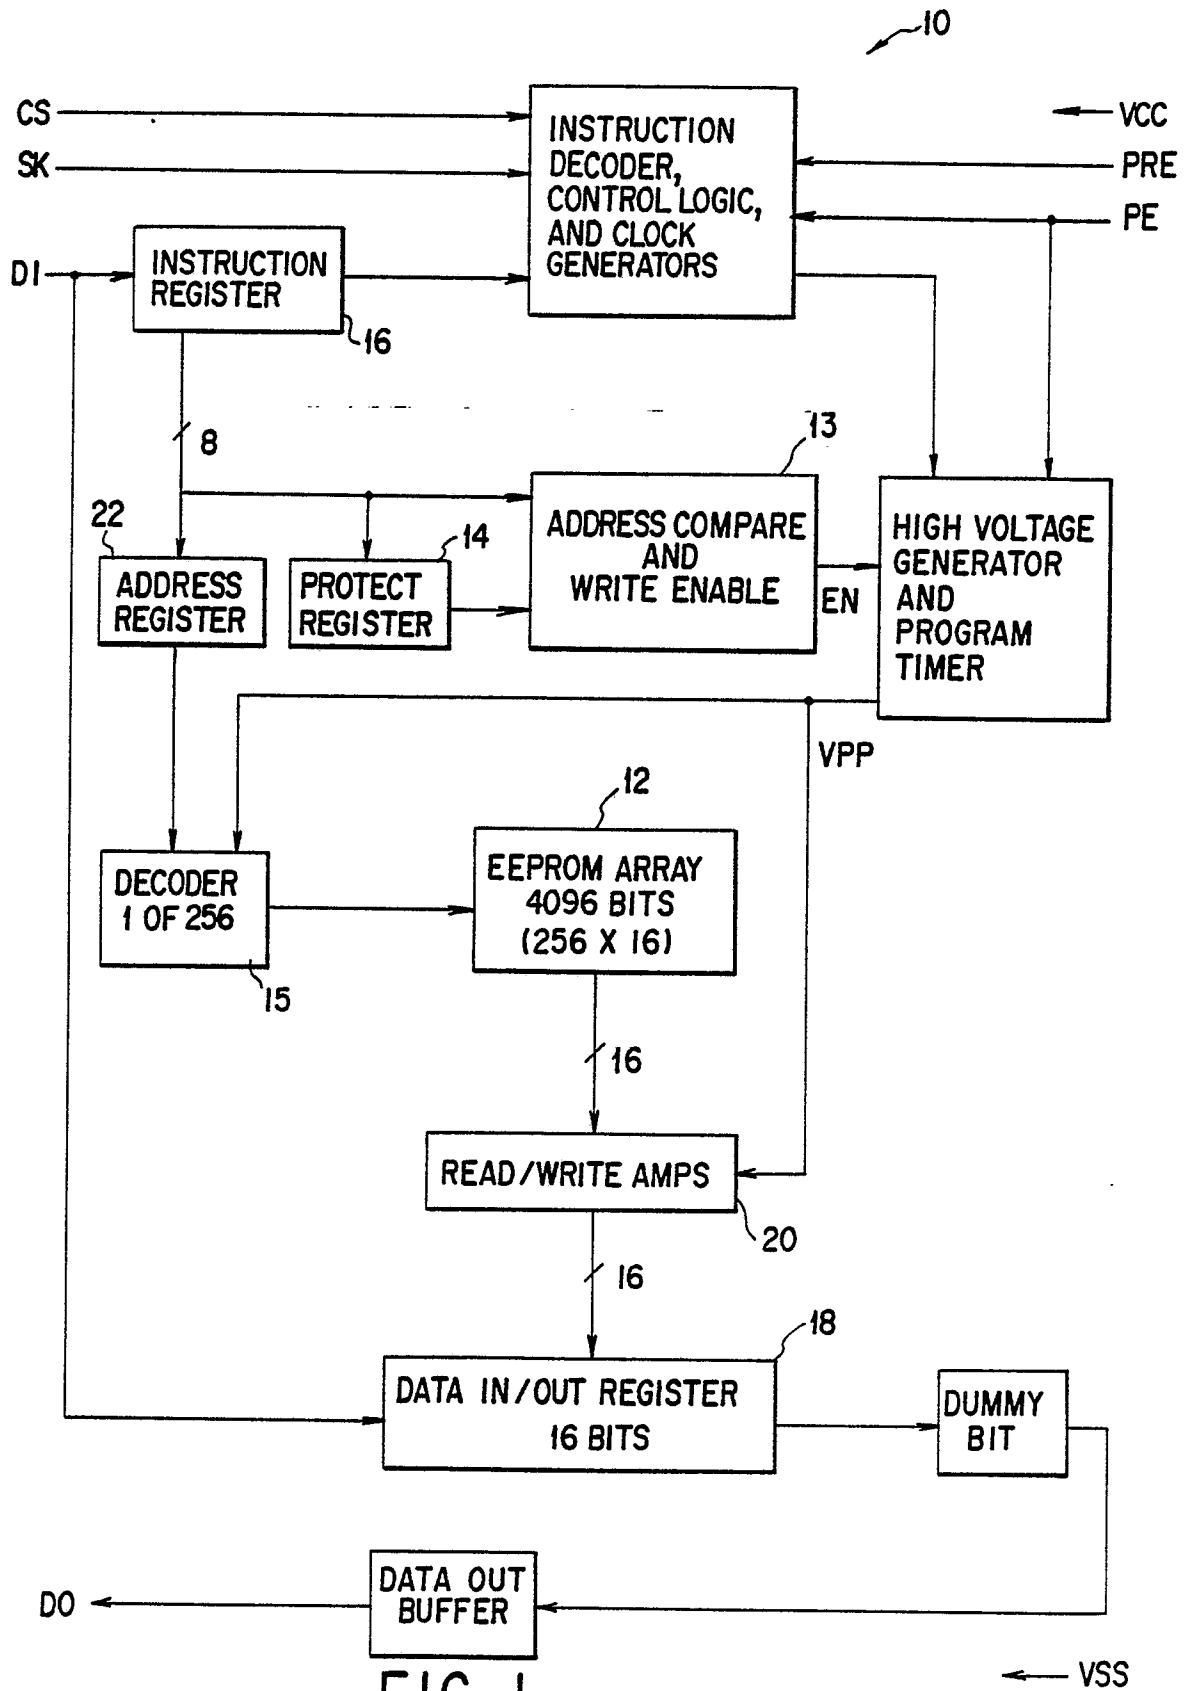 10
CS
SK
DI
INSTRUCTION
DECODER,
CONTROL LOGIC,
AND CLOCK
GENERATORS
VCC
PRE
PE
INSTRUCTION
REGISTER
16
8
13
22
14
ADDRESS
REGISTER
PROTECT
REGISTER
ADDRESS COMPARE
AND
WRITE ENABLE
EN
HIGH VOLTAGE
GENERATOR
AND
PROGRAM
TIMER
VPP
12
DECODER
1 OF 256
15
EEPROM ARRAY
4096 BITS
(256 X 16)
16
READ/WRITE AMPS
20
16
18
DATA IN/OUT REGISTER
16 BITS
DUMMY
BIT
DO
DATA OUT
BUFFER
FIG. 1
VSS